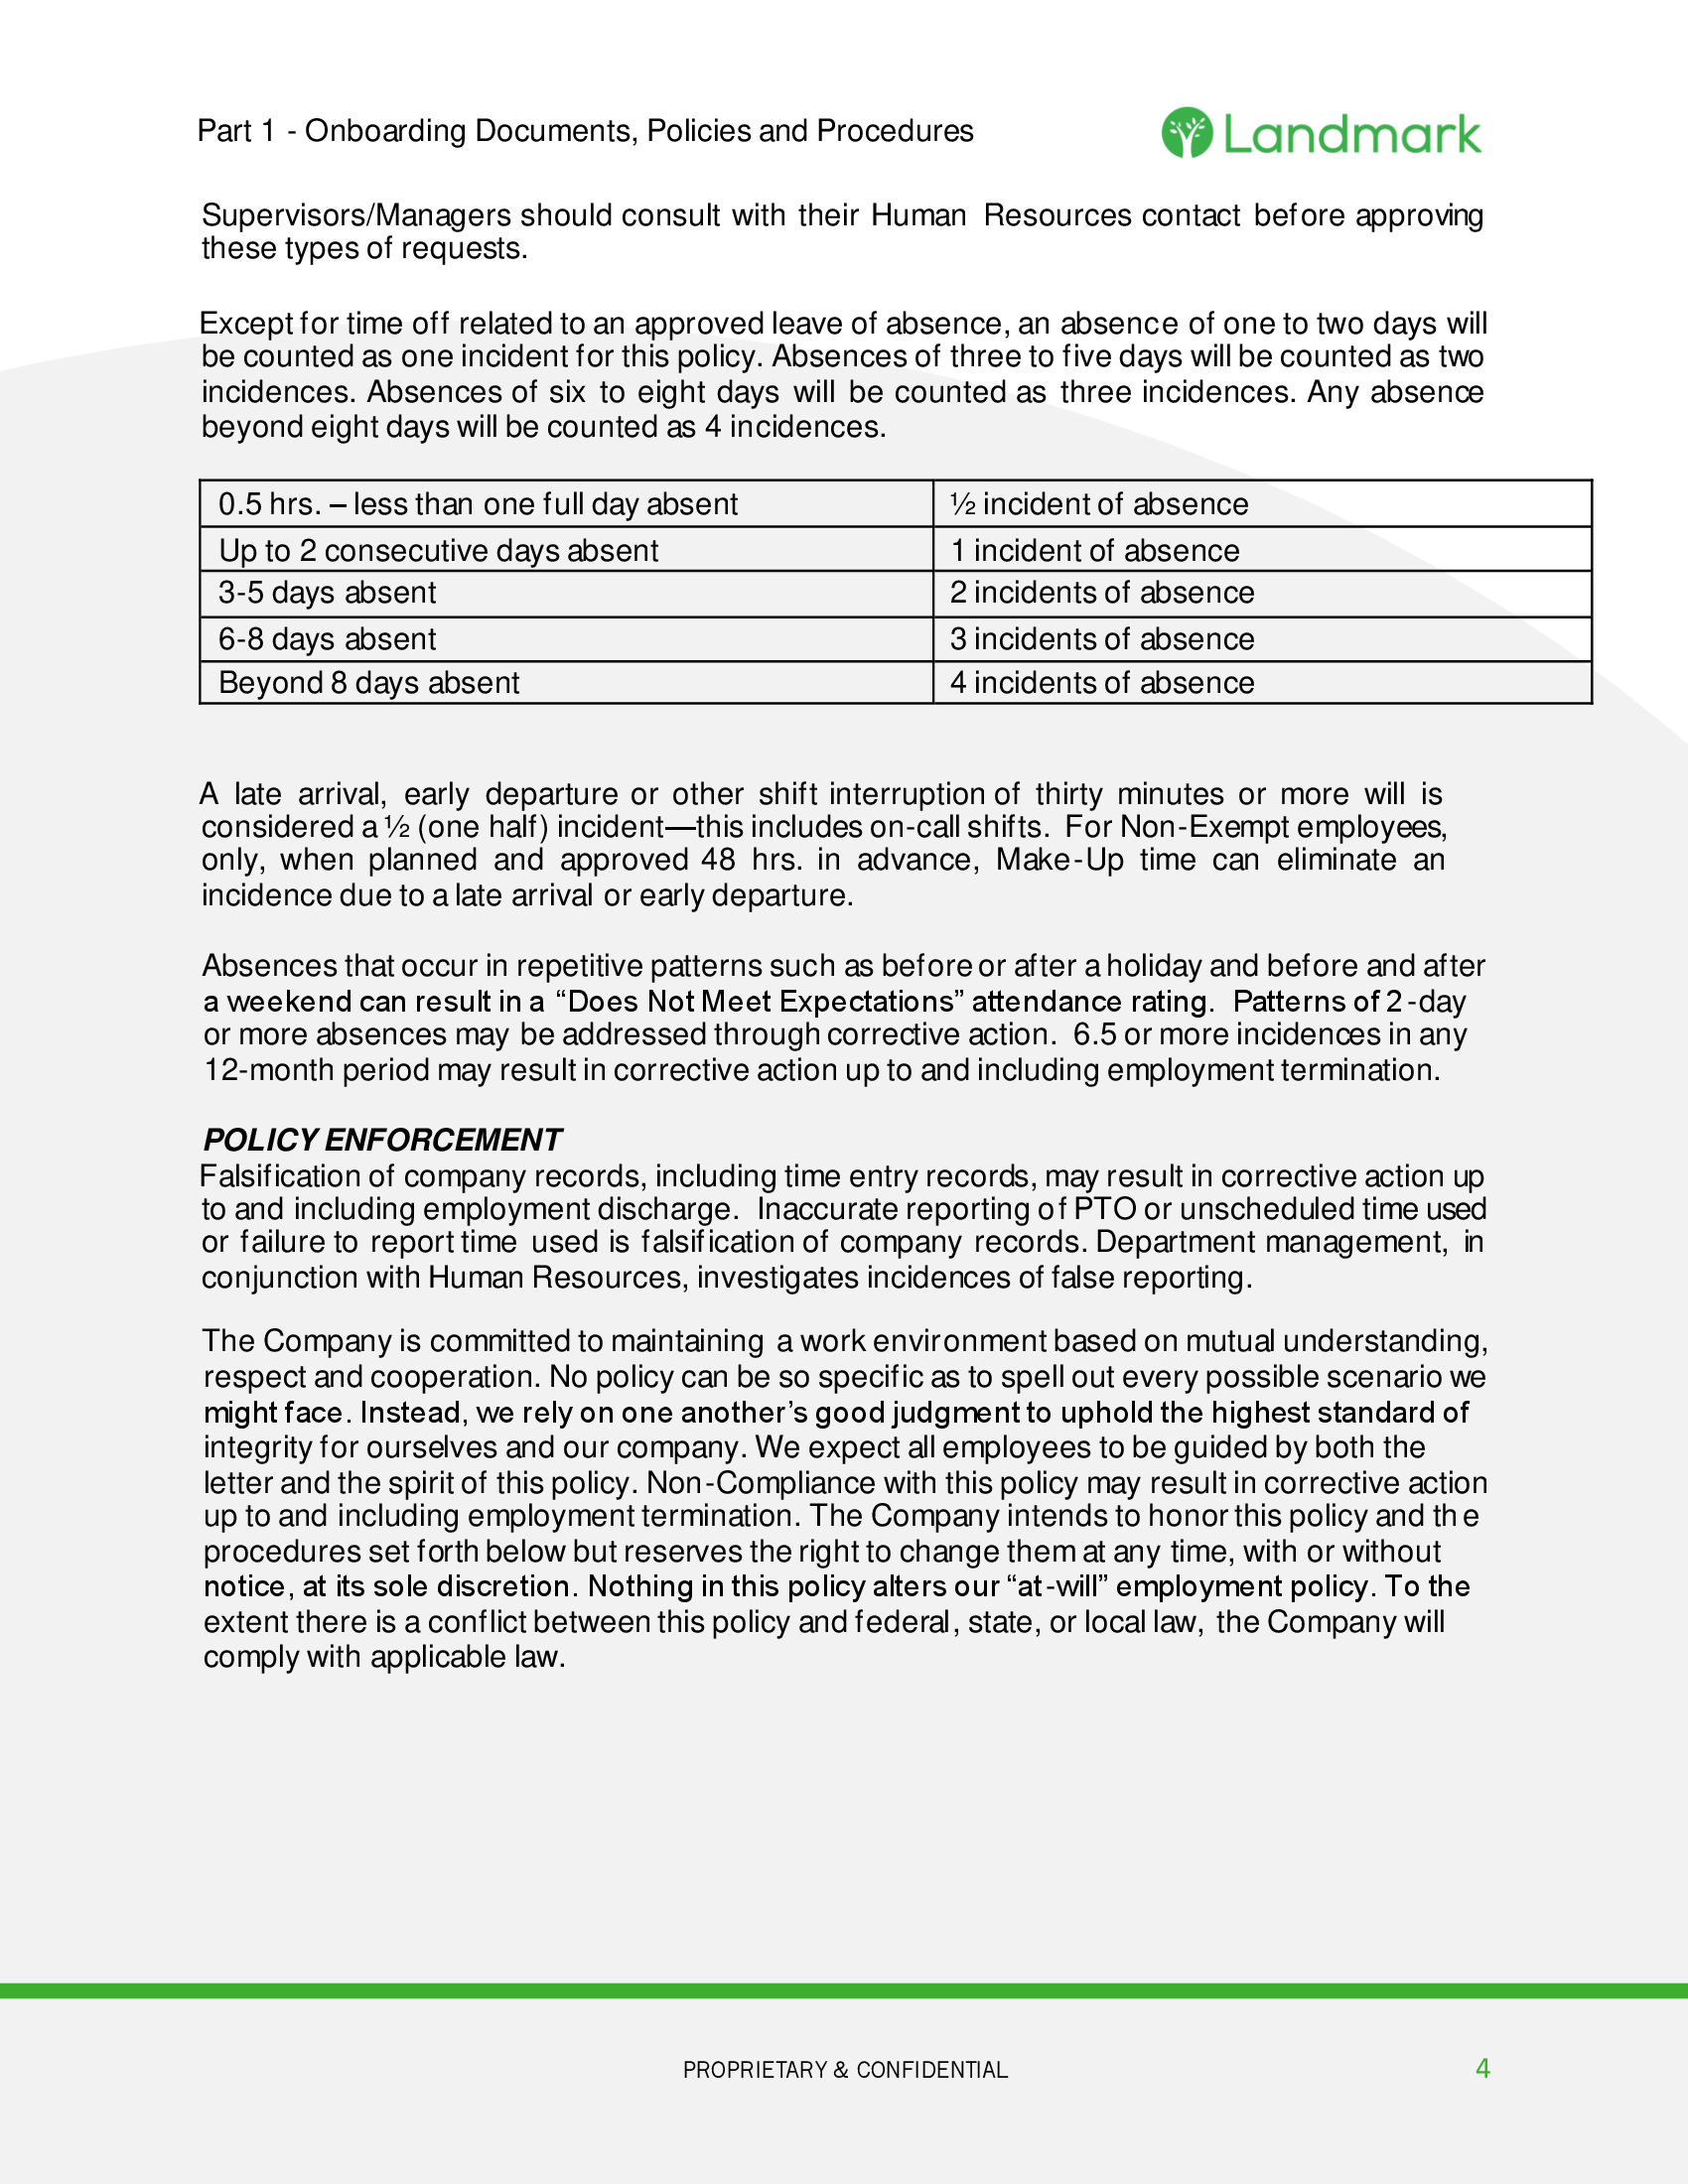 Part 1 - Onboarding Documents, Policies and Procedures
Landmark
Supervisors/Managers should consult with their Human Resources contact before approving
these types of requests.
Except for time off related to an approved leave of absence, an absence of one to two days will
be counted as one incident for this policy. Absences of three to five days will be counted as two
incidences. Absences of six to eight days will be counted as three incidences. Any absence
beyond eight days will be counted as 4 incidences.
0.5 hrs. – less than one full day absent ½ incident of absence
Up to 2 consecutive days absent 1 incident of absence
3-5 days absent 2 incidents of absence
6-8 days absent 3 incidents of absence
Beyond 8 days absent 4 incidents of absence
A late arrival, early departure or other shift interruption of thirty minutes or more will is
considered a ½ (one half) incident—this includes on-call shifts. For Non-Exempt employees,
only, when planned and approved 48 hrs. in advance, Make-Up time can eliminate an
incidence due to a late arrival or early departure.
Absences that occur in repetitive patterns such as before or after a holiday and before and after
a weekend can result in a “Does Not Meet Expectations” attendance rating. Patterns of 2-day
or more absences may be addressed through corrective action. 6.5 or more incidences in any
12-month period may result in corrective action up to and including employment termination.
POLICY ENFORCEMENT
Falsification of company records, including time entry records, may result in corrective action up
to and including employment discharge. Inaccurate reporting of PTO or unscheduled time used
or failure to report time used is falsification of company records. Department management, in
conjunction with Human Resources, investigates incidences of false reporting.
The Company is committed to maintaining a work environment based on mutual understanding,
respect and cooperation. No policy can be so specific as to spell out every possible scenario we
might face. Instead, we rely on one another’s good judgment to uphold the highest standard of
integrity for ourselves and our company. We expect all employees to be guided by both the
letter and the spirit of this policy. Non-Compliance with this policy may result in corrective action
up to and including employment termination. The Company intends to honor this policy and the
procedures set forth below but reserves the right to change them at any time, with or without
notice, at its sole discretion. Nothing in this policy alters our “at-will” employment policy. To the
extent there is a conflict between this policy and federal, state, or local law, the Company will
comply with applicable law.
PROPRIETARY & CONFIDENTIAL
4